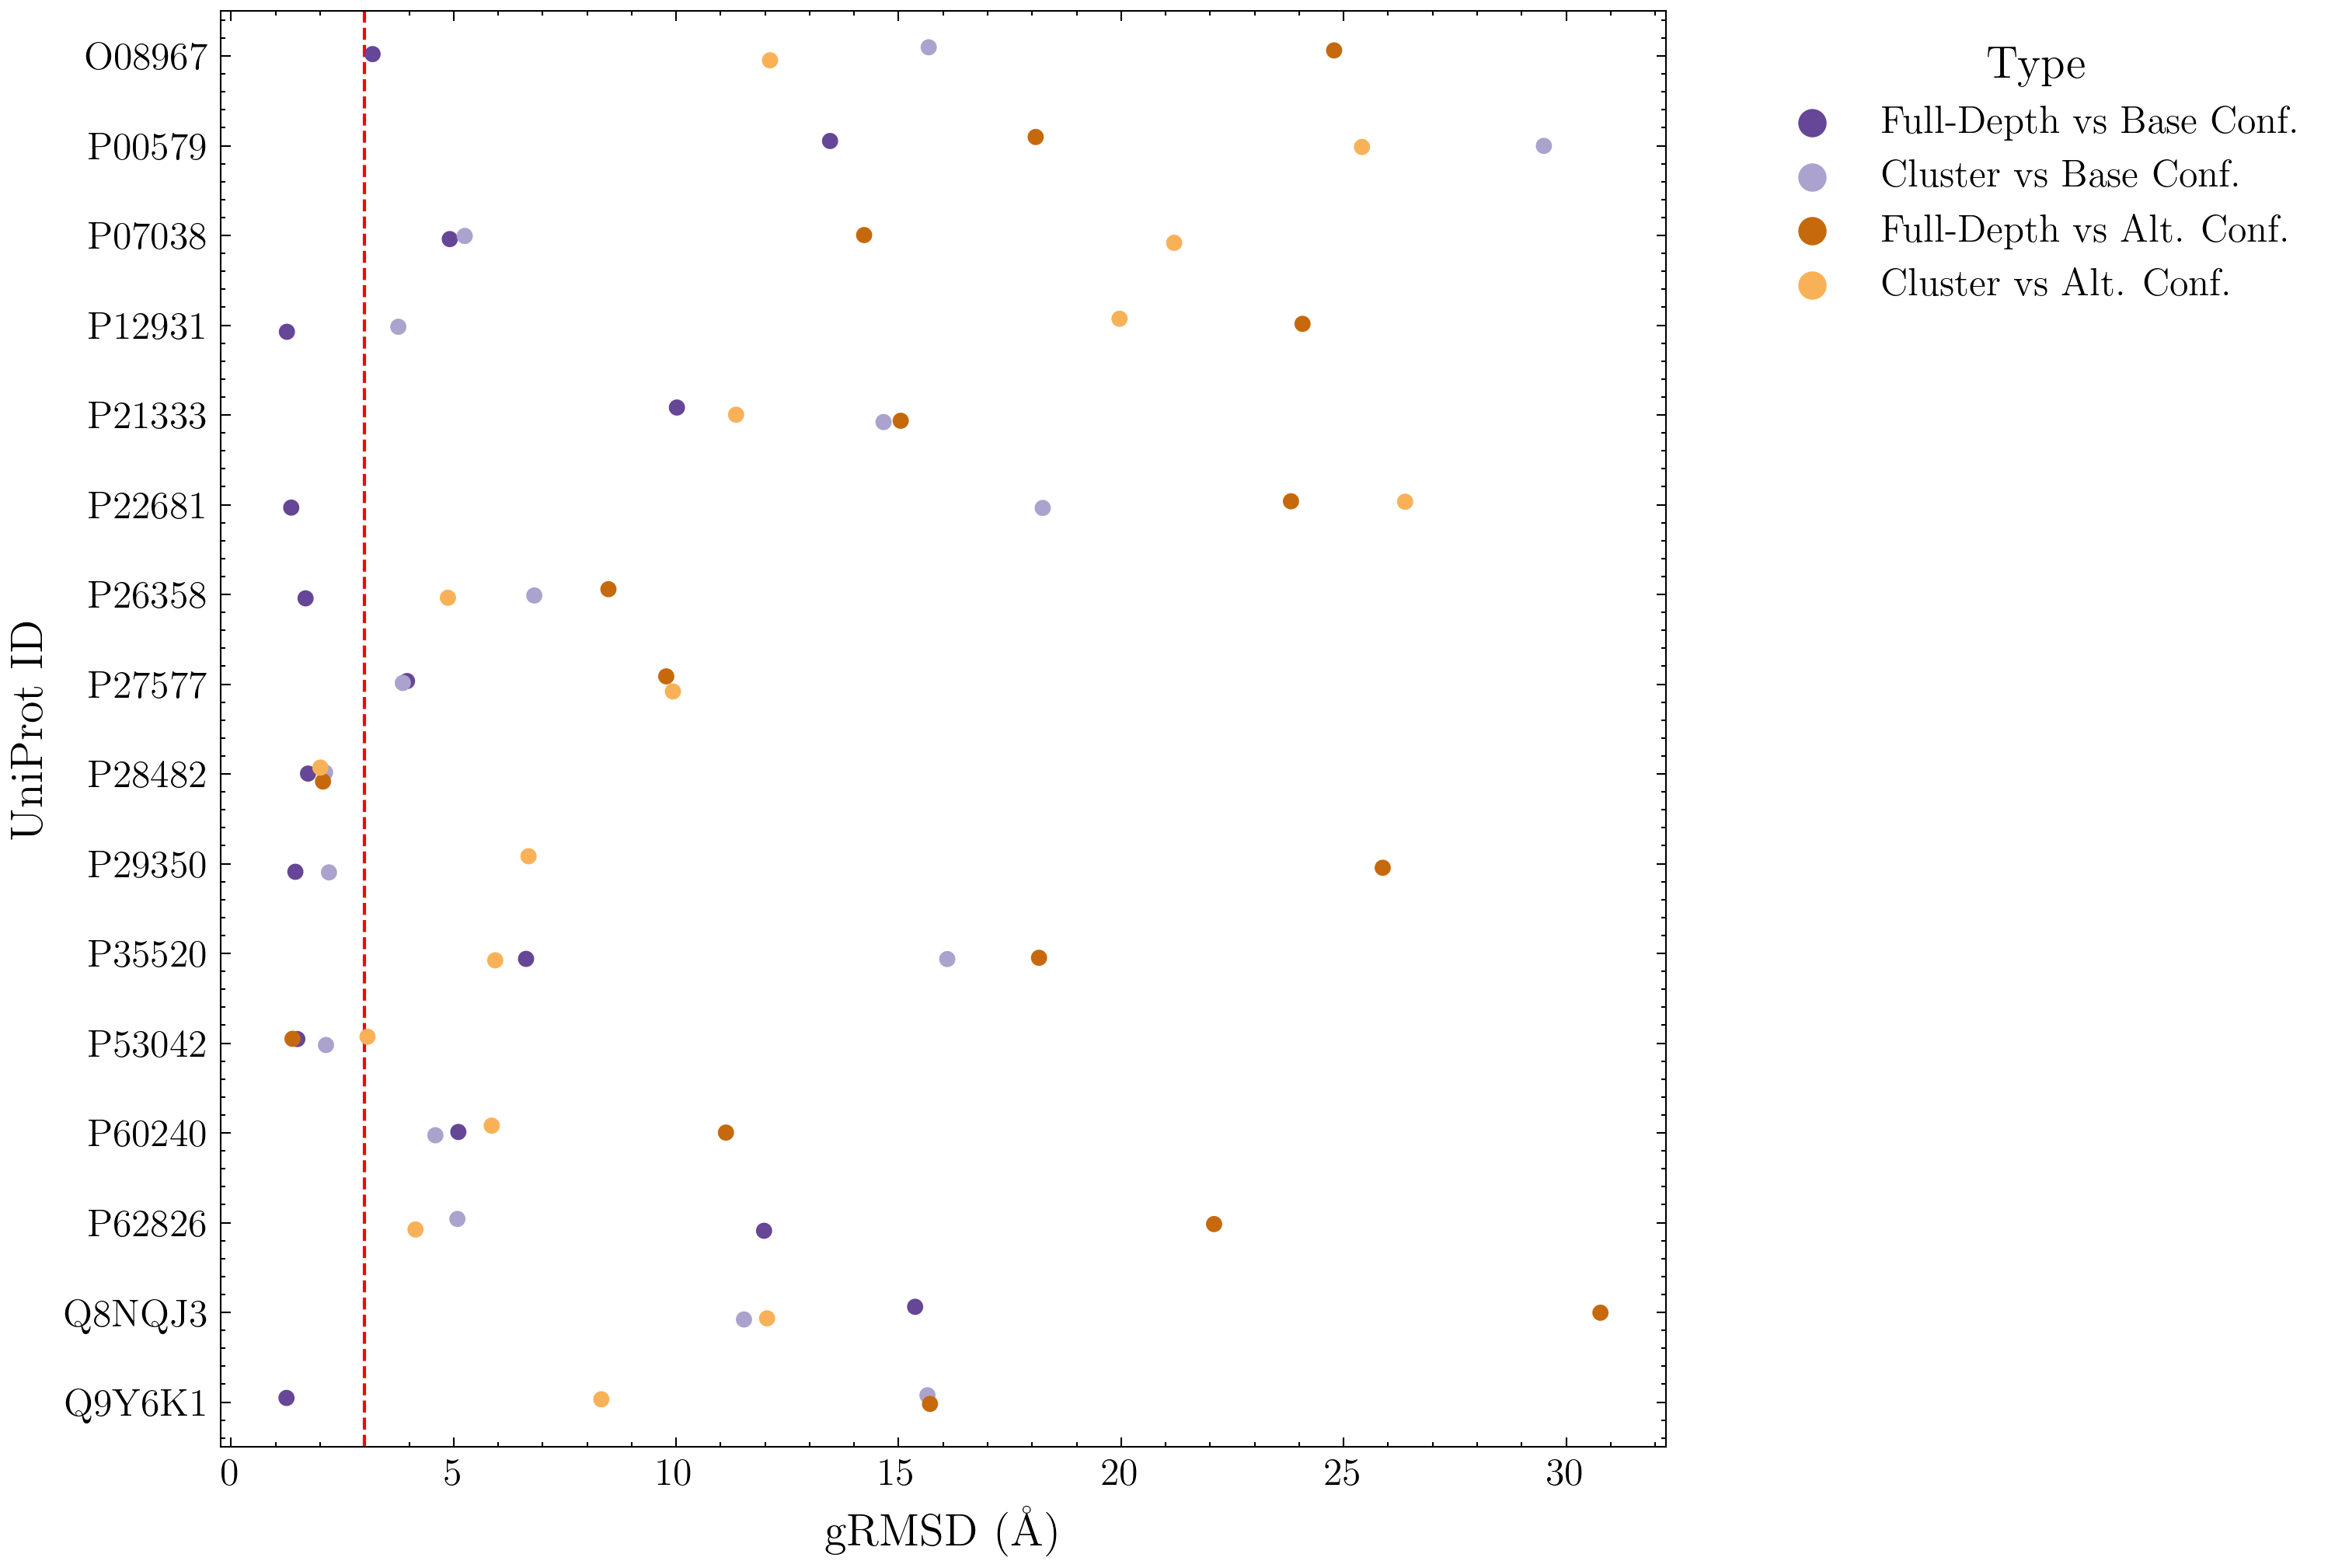 O08967
P00579
P07038
P12931
P21333
P22681
P26358
P27577
P28482
P29350
P35520
P53042
P60240
P62826
Q8NQJ3
Q9Y6K1
UniProt ID
0 5 10 15 20 25 30
gRMSD (Å)
Type
Full-Depth vs Base Conf.
Cluster vs Base Conf.
Full-Depth vs Alt. Conf.
Cluster vs Alt. Conf.